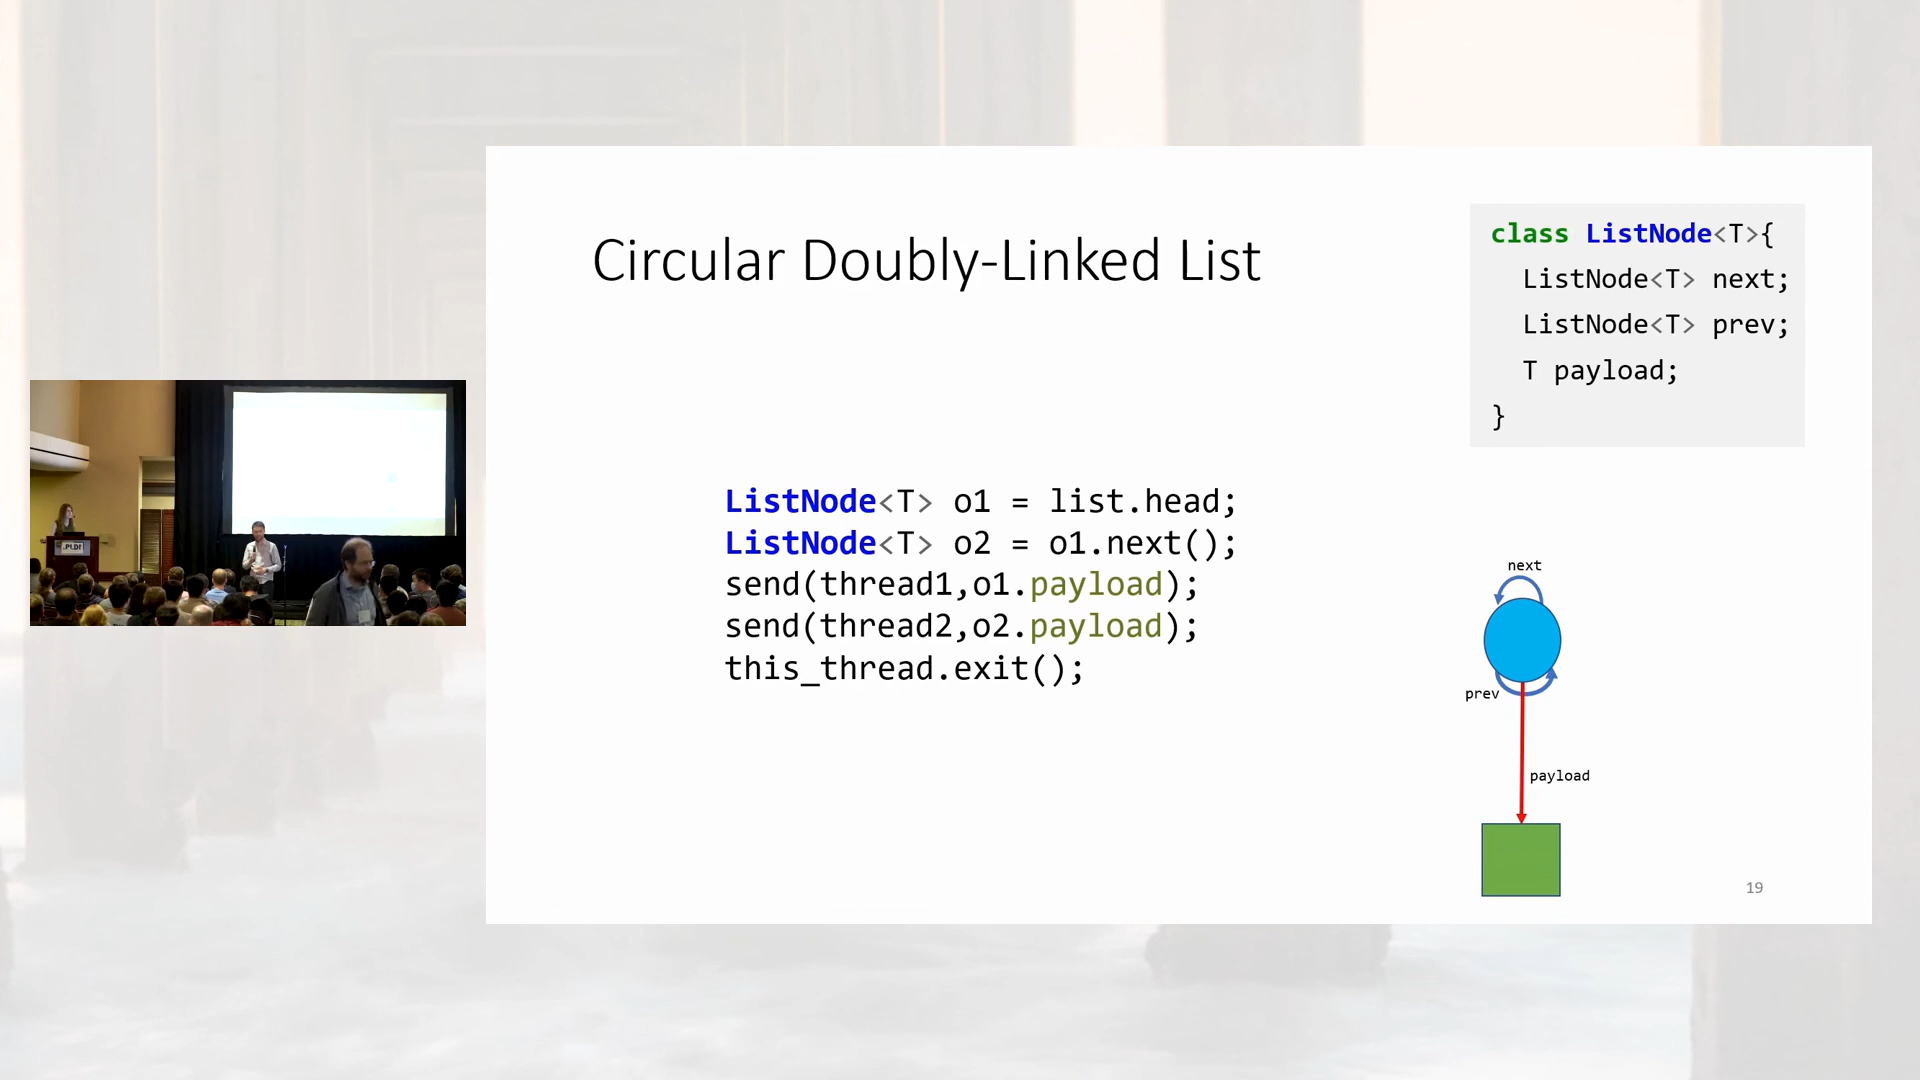 Circular Doubly-Linked List
class ListNode<T>{
ListNode<T> next;
ListNode<T> prev;
T payload;
}
ListNode<T> o1 = list.head;
ListNode<T> o2 = o1.next();
send(thread1,o1.payload);
send(thread2,o2.payload);
this_thread.exit();
next
prev
payload
19
PLDI